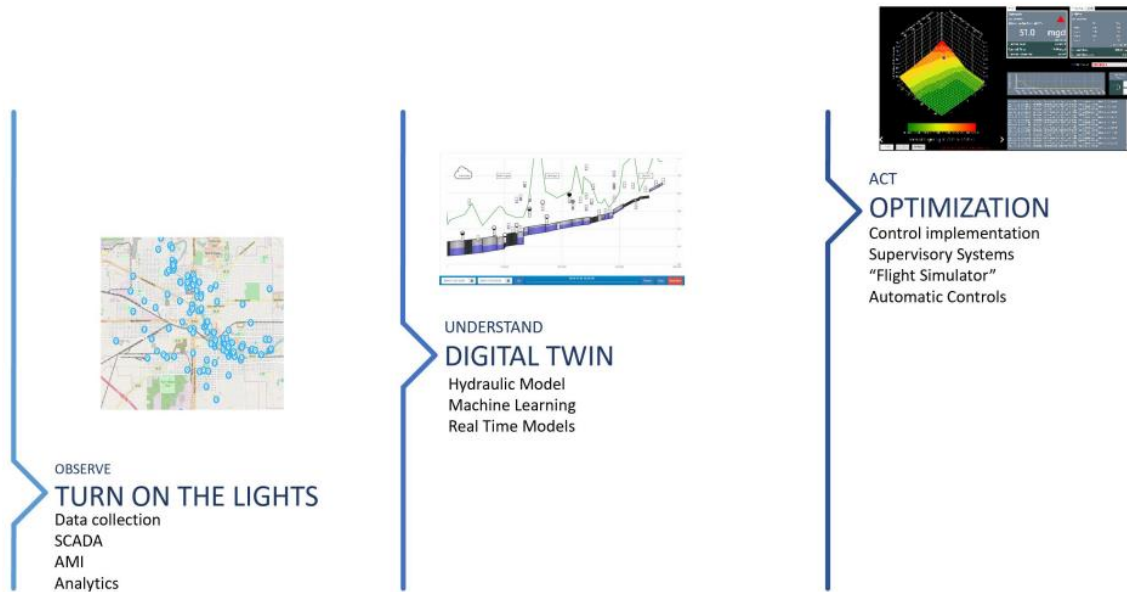 OBSERVE
TURN ON THE LIGHTS
Data collection
SCADA
AMI
Analytics
UNDERSTAND
DIGITAL TWIN
Hydraulic Model
Machine Learning
Real Time Models
51.0 mgd
ACT
OPTIMIZATION
Control implementation
Supervisory Systems
“Flight Simulator”
Automatic Controls